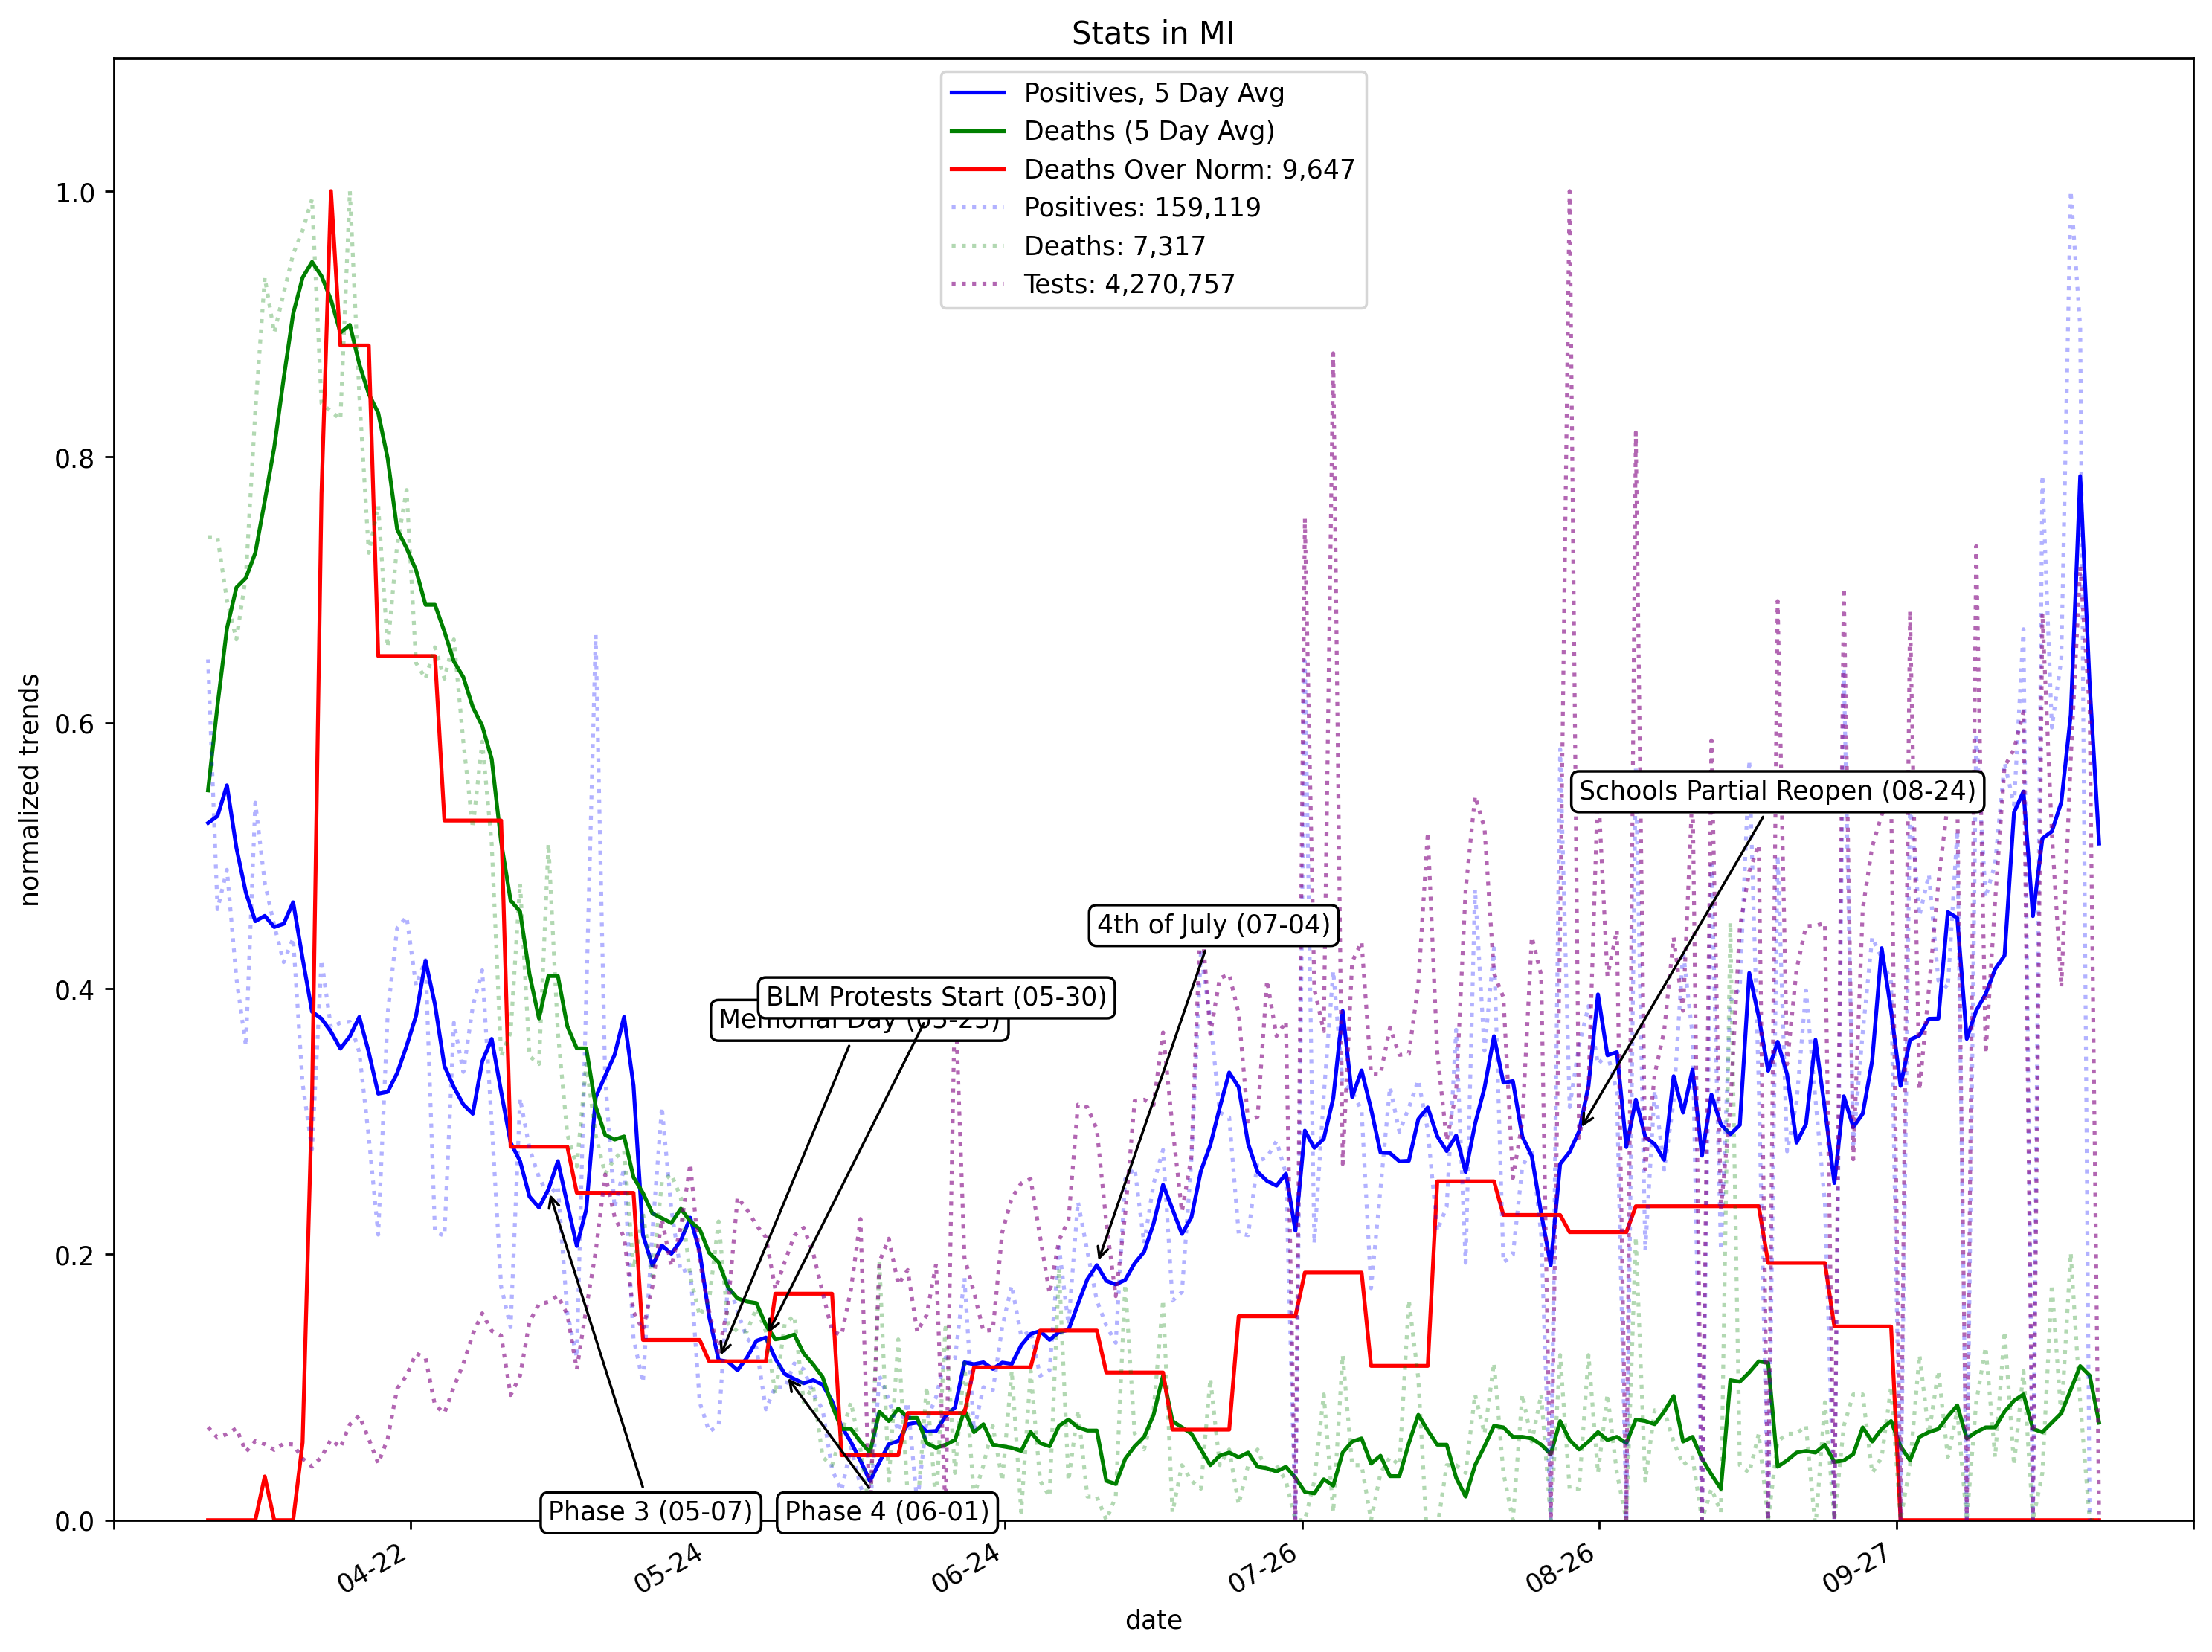 Stats in MI
Positives, 5 Day Avg
Deaths (5 Day Avg)
Deaths Over Norm: 9,647
Positives: 159,119
Deaths: 7,317
Tests: 4,270,757
normalized trends
1.0
0.8
0.6
0.4
0.2
0.0
Schools Partial Reopen (08-24)
4th of July (07-04)
BLM Protests Start (05-30)
Memorial Day (05-25)
Phase 3 (05-07)
Phase 4 (06-01)
04-22
05-24
06-24
07-26
08-26
09-27
date